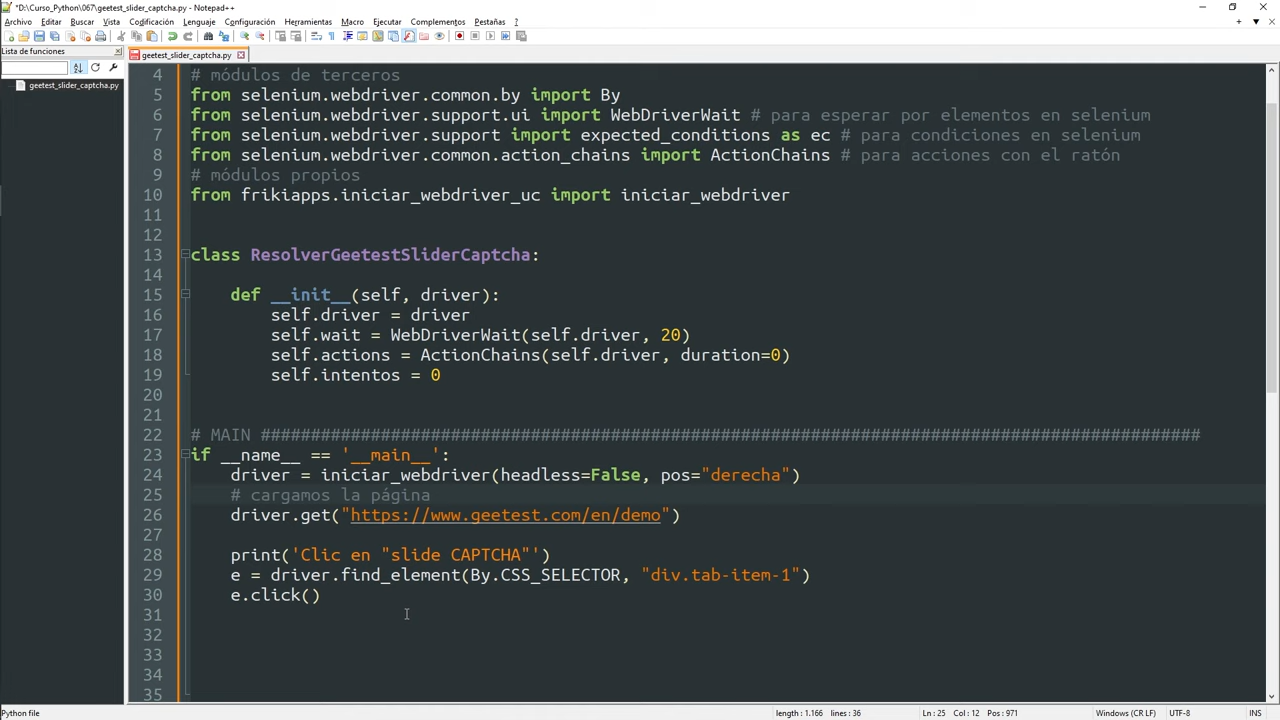 *D:\Curso_Python\067\geetest_slider_captcha.py - Notepad++
Archivo Editar Buscar Vista Codificación Lenguaje Configuración Herramientas Macro Ejecutar Complementos Pestañas ?
Lista de funciones
geetest_slider_captcha.py
geetest_slider_captcha.py
4 # módulos de terceros
5 from selenium.webdriver.common.by import By
6 from selenium.webdriver.support.ui import WebDriverWait # para esperar por elementos en selenium
7 from selenium.webdriver.support import expected_conditions as ec # para condiciones en selenium
8 from selenium.webdriver.common.action_chains import ActionChains # para acciones con el ratón
9 # módulos propios
10 from frikiapps.iniciar_webdriver_uc import iniciar_webdriver
11
12
13 class ResolverGeetestSliderCaptcha:
14
15 def __init__(self, driver):
16 self.driver = driver
17 self.wait = WebDriverWait(self.driver, 20)
18 self.actions = ActionChains(self.driver, duration=0)
19 self.intentos = 0
20
21
22 # MAIN ##############################################################################################
23 if __name__ == '__main__':
24 driver = iniciar_webdriver(headless=False, pos="derecha")
25 # cargamos la página
26 driver.get("https://www.geetest.com/en/demo")
27
28 print('Clic en "slide CAPTCHA"')
29 e = driver.find_element(By.CSS_SELECTOR, "div.tab-item-1")
30 e.click()
31
32
33
34
35
Python file length : 1.166 lines : 36 Ln : 25 Col : 12 Pos : 971 Windows (CR LF) UTF-8 INS